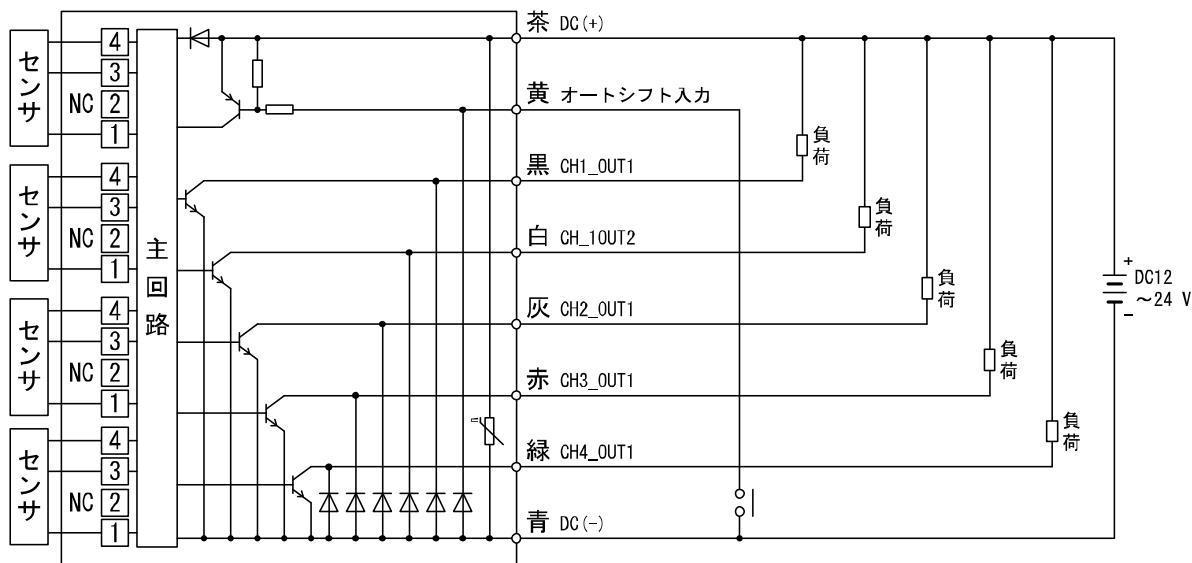 センサ
4
3
NC 2
1
センサ
4
3
NC 2
1
センサ
4
3
NC 2
1
センサ
4
3
NC 2
1
主回路
茶 DC(+)
黄 オートシフト入力
黒 CH1_OUT1
白 CH_1OUT2
灰 CH2_OUT1
赤 CH3_OUT1
緑 CH4_OUT1
青 DC(-)
負荷
負荷
負荷
負荷
負荷
+
DC12
～24 V
−